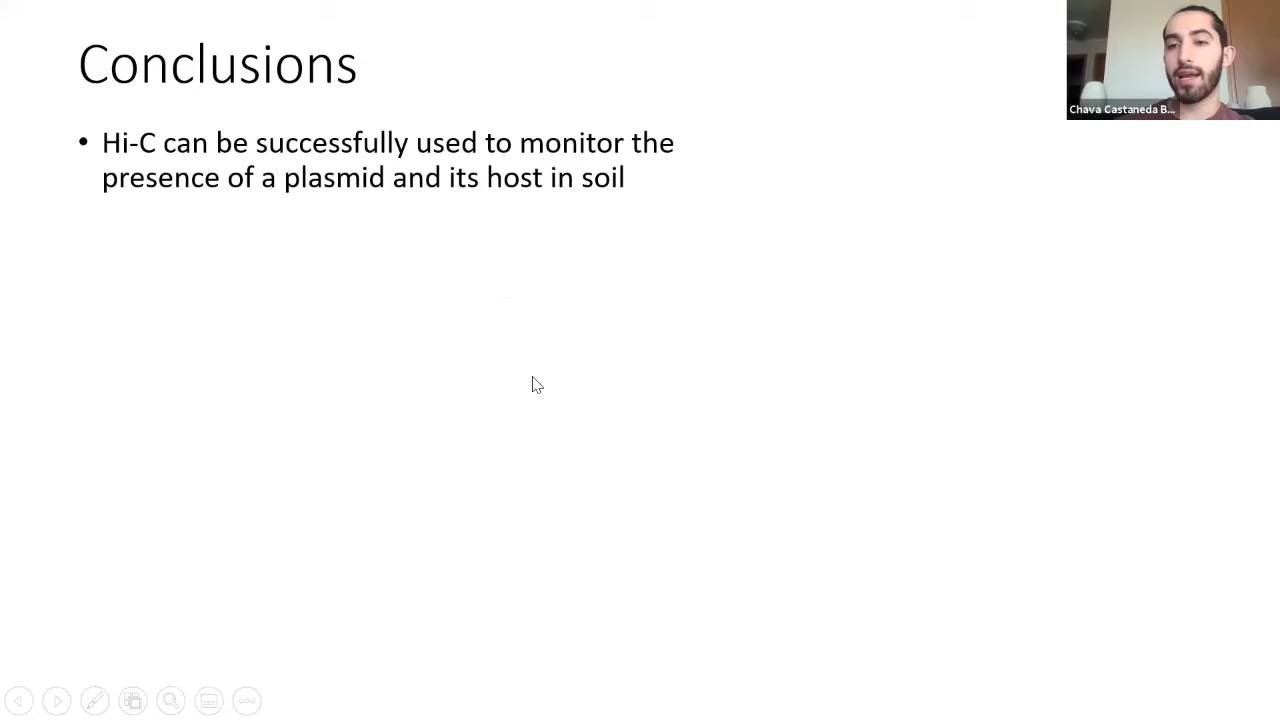 Conclusions
• Hi-C can be successfully used to monitor the
presence of a plasmid and its host in soil
Chava Castaneda B...